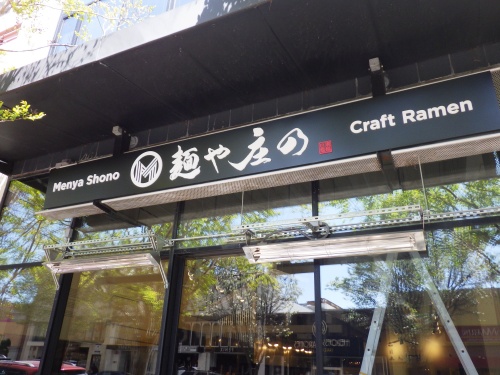 Menya Shono
M
麺や庄の
Craft Ramen